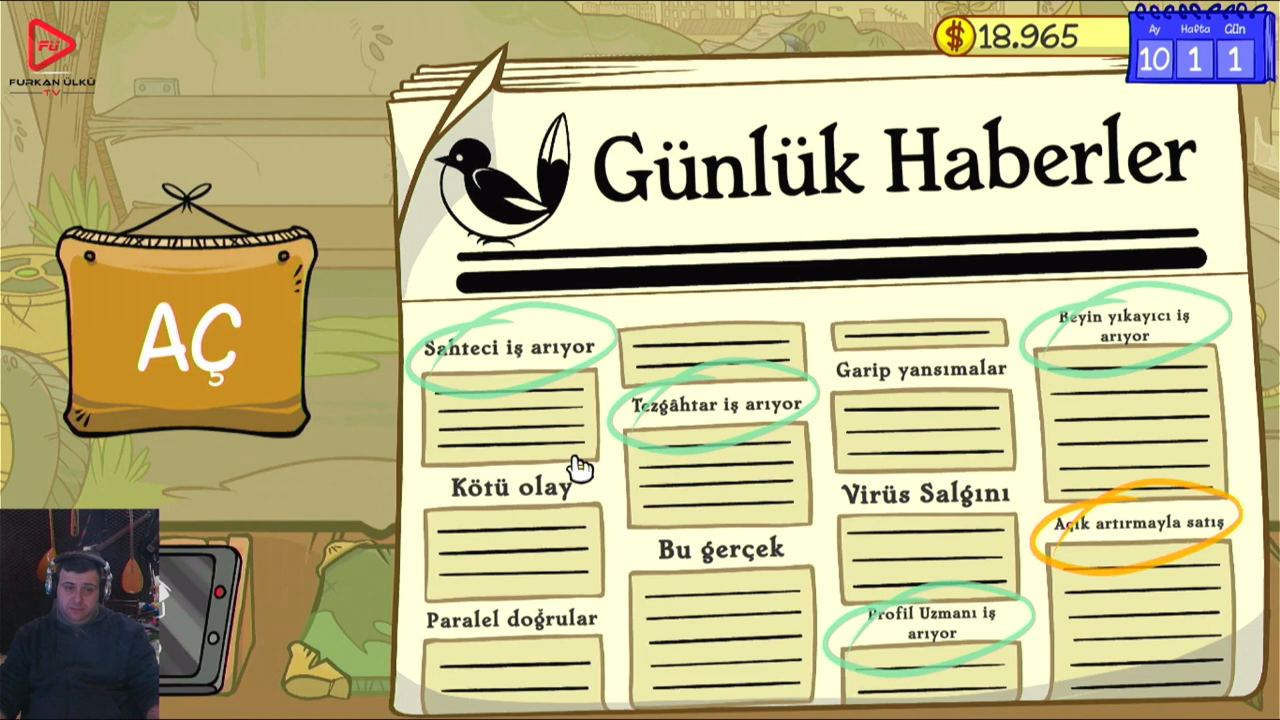 FU
FURKAN ÜLKÜ
TV
$ 18.965
Ay Hafta Gün
10 1 1
Günlük Haberler
AÇ
Sahteci iş arıyor
Kötü olay
Paralel doğrular
Tezgâhtar iş arıyor
Bu gerçek
Garip yansımalar
Virüs Salgını
Profil Uzmanı iş
arıyor
Beyin yıkayıcı iş
arıyor
Açık artırmayla satış